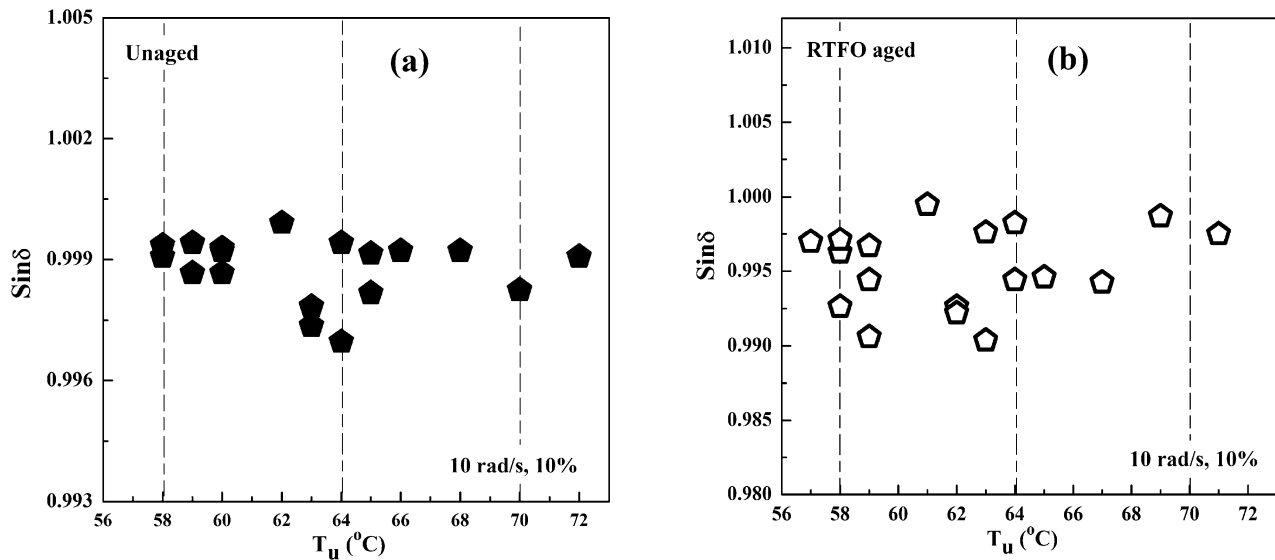 1.005
1.002
0.999
0.996
0.993
Sinδ
Unaged
(a)
10 rad/s, 10%
56 58 60 62 64 66 68 70 72
Tu (oC)
1.010
1.005
1.000
0.995
0.990
0.985
0.980
Sinδ
RTFO aged
(b)
10 rad/s, 10%
56 58 60 62 64 66 68 70 72
Tu (oC)